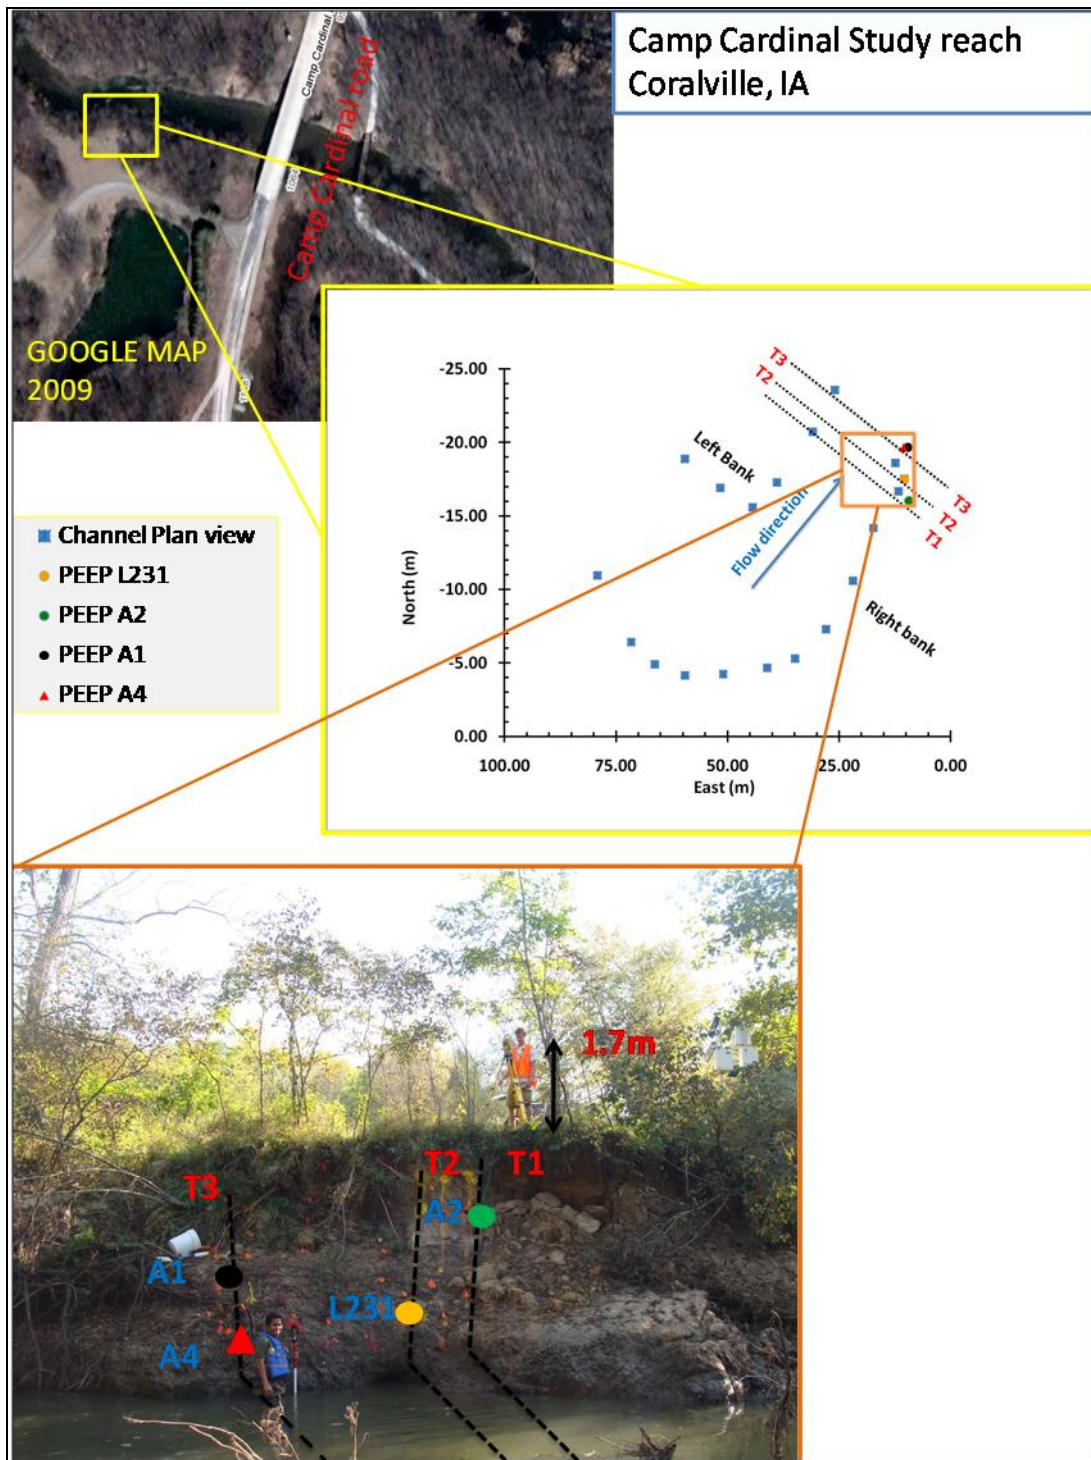 Camp Cardinal Study reach
Coralville, IA
Camp Cardinal
Camp Cardinal road
GOOGLE MAP
2009
Channel Plan view
PEEP L231
PEEP A2
PEEP A1
PEEP A4
-25.00
-20.00
-15.00
-10.00
-5.00
0.00
North (m)
100.00
75.00
50.00
25.00
0.00
East (m)
T3
T2
Left Bank
Flow direction
Right bank
T3
T2
T1
1.7m
T2
T1
T3
A2
A1
L231
A4